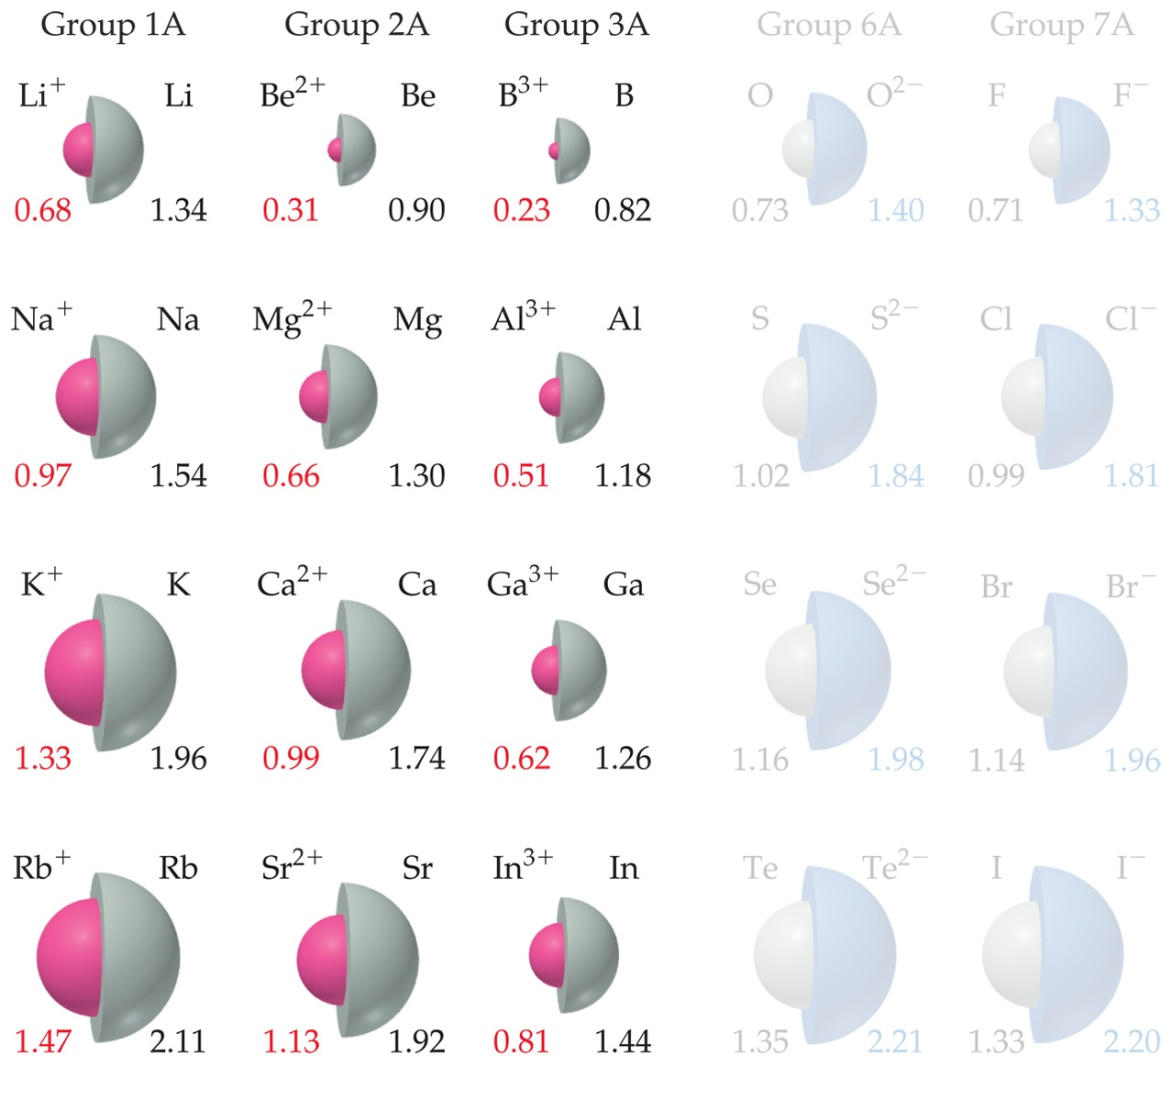 Group 1A Group 2A Group 3A Group 6A Group 7A
Li⁺ Li Be²⁺ Be B³⁺ B O O²⁻ F F⁻
0.68 1.34 0.31 0.90 0.23 0.82 0.73 1.40 0.71 1.33
Na⁺ Na Mg²⁺ Mg Al³⁺ Al S S²⁻ Cl Cl⁻
0.97 1.54 0.66 1.30 0.51 1.18 1.02 1.84 0.99 1.81
K⁺ K Ca²⁺ Ca Ga³⁺ Ga Se Se²⁻ Br Br⁻
1.33 1.96 0.99 1.74 0.62 1.26 1.16 1.98 1.14 1.96
Rb⁺ Rb Sr²⁺ Sr In³⁺ In Te Te²⁻ I I⁻
1.47 2.11 1.13 1.92 0.81 1.44 1.35 2.21 1.33 2.20